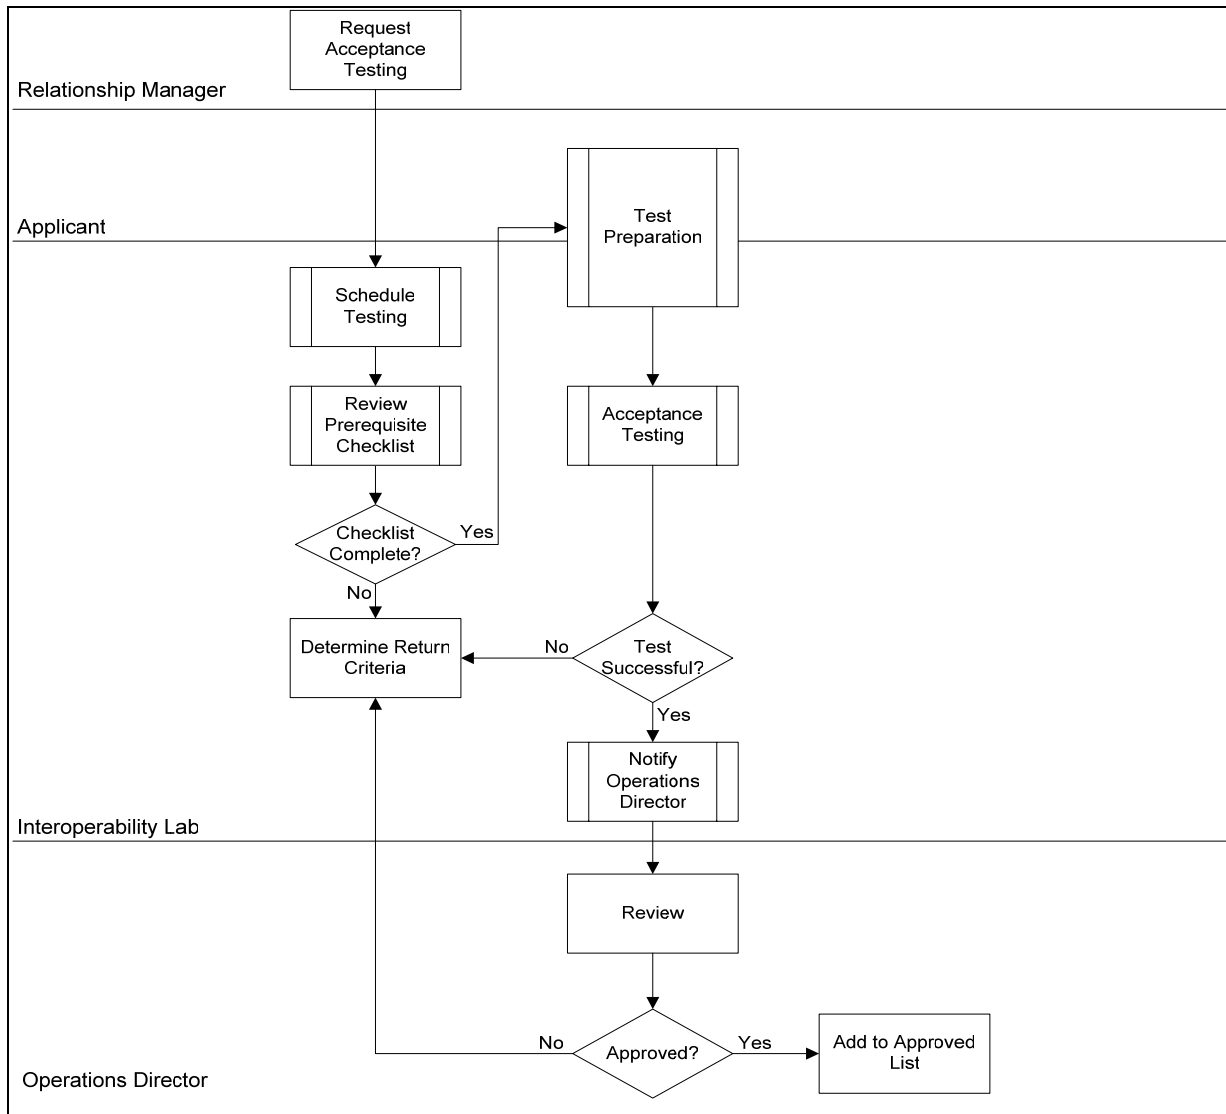 Request
Acceptance
Testing
Relationship Manager
Test
Preparation
Applicant
Schedule
Testing
Review
Prerequisite
Checklist
Acceptance
Testing
Checklist
Complete?
Yes
No
Determine Return
Criteria
No
Test
Successful?
Yes
Notify
Operations
Director
Interoperability Lab
Review
No
Approved?
Yes
Add to Approved
List
Operations Director